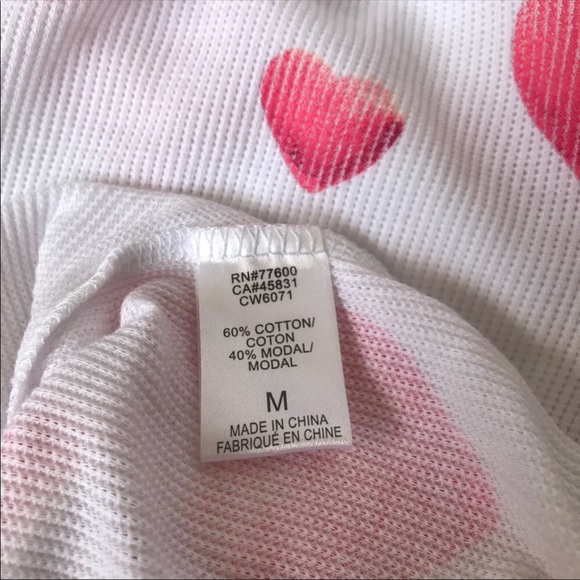 RN#77600
CA#45831
CW6071
60% COTTON/
COTON
40% MODAL/
MODAL
M
MADE IN CHINA
FABRIQUÉ EN CHINE